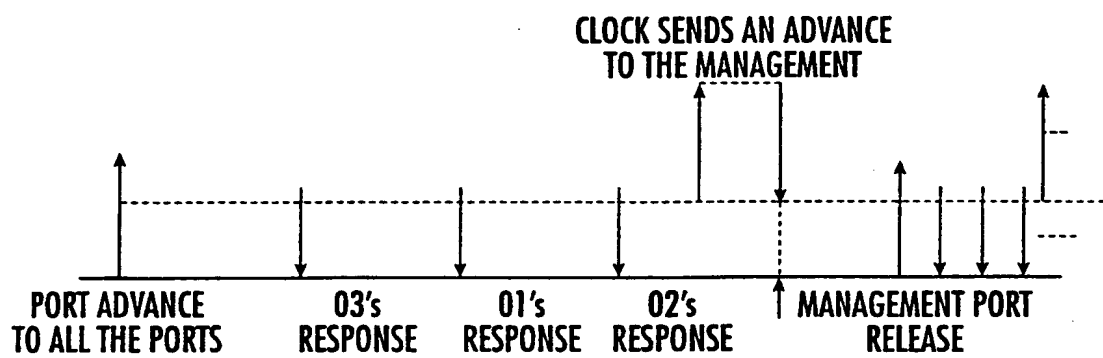 CLOCK SENDS AN ADVANCE
TO THE MANAGEMENT
PORT ADVANCE
TO ALL THE PORTS
03's
RESPONSE
01's
RESPONSE
02's
RESPONSE
MANAGEMENT PORT
RELEASE